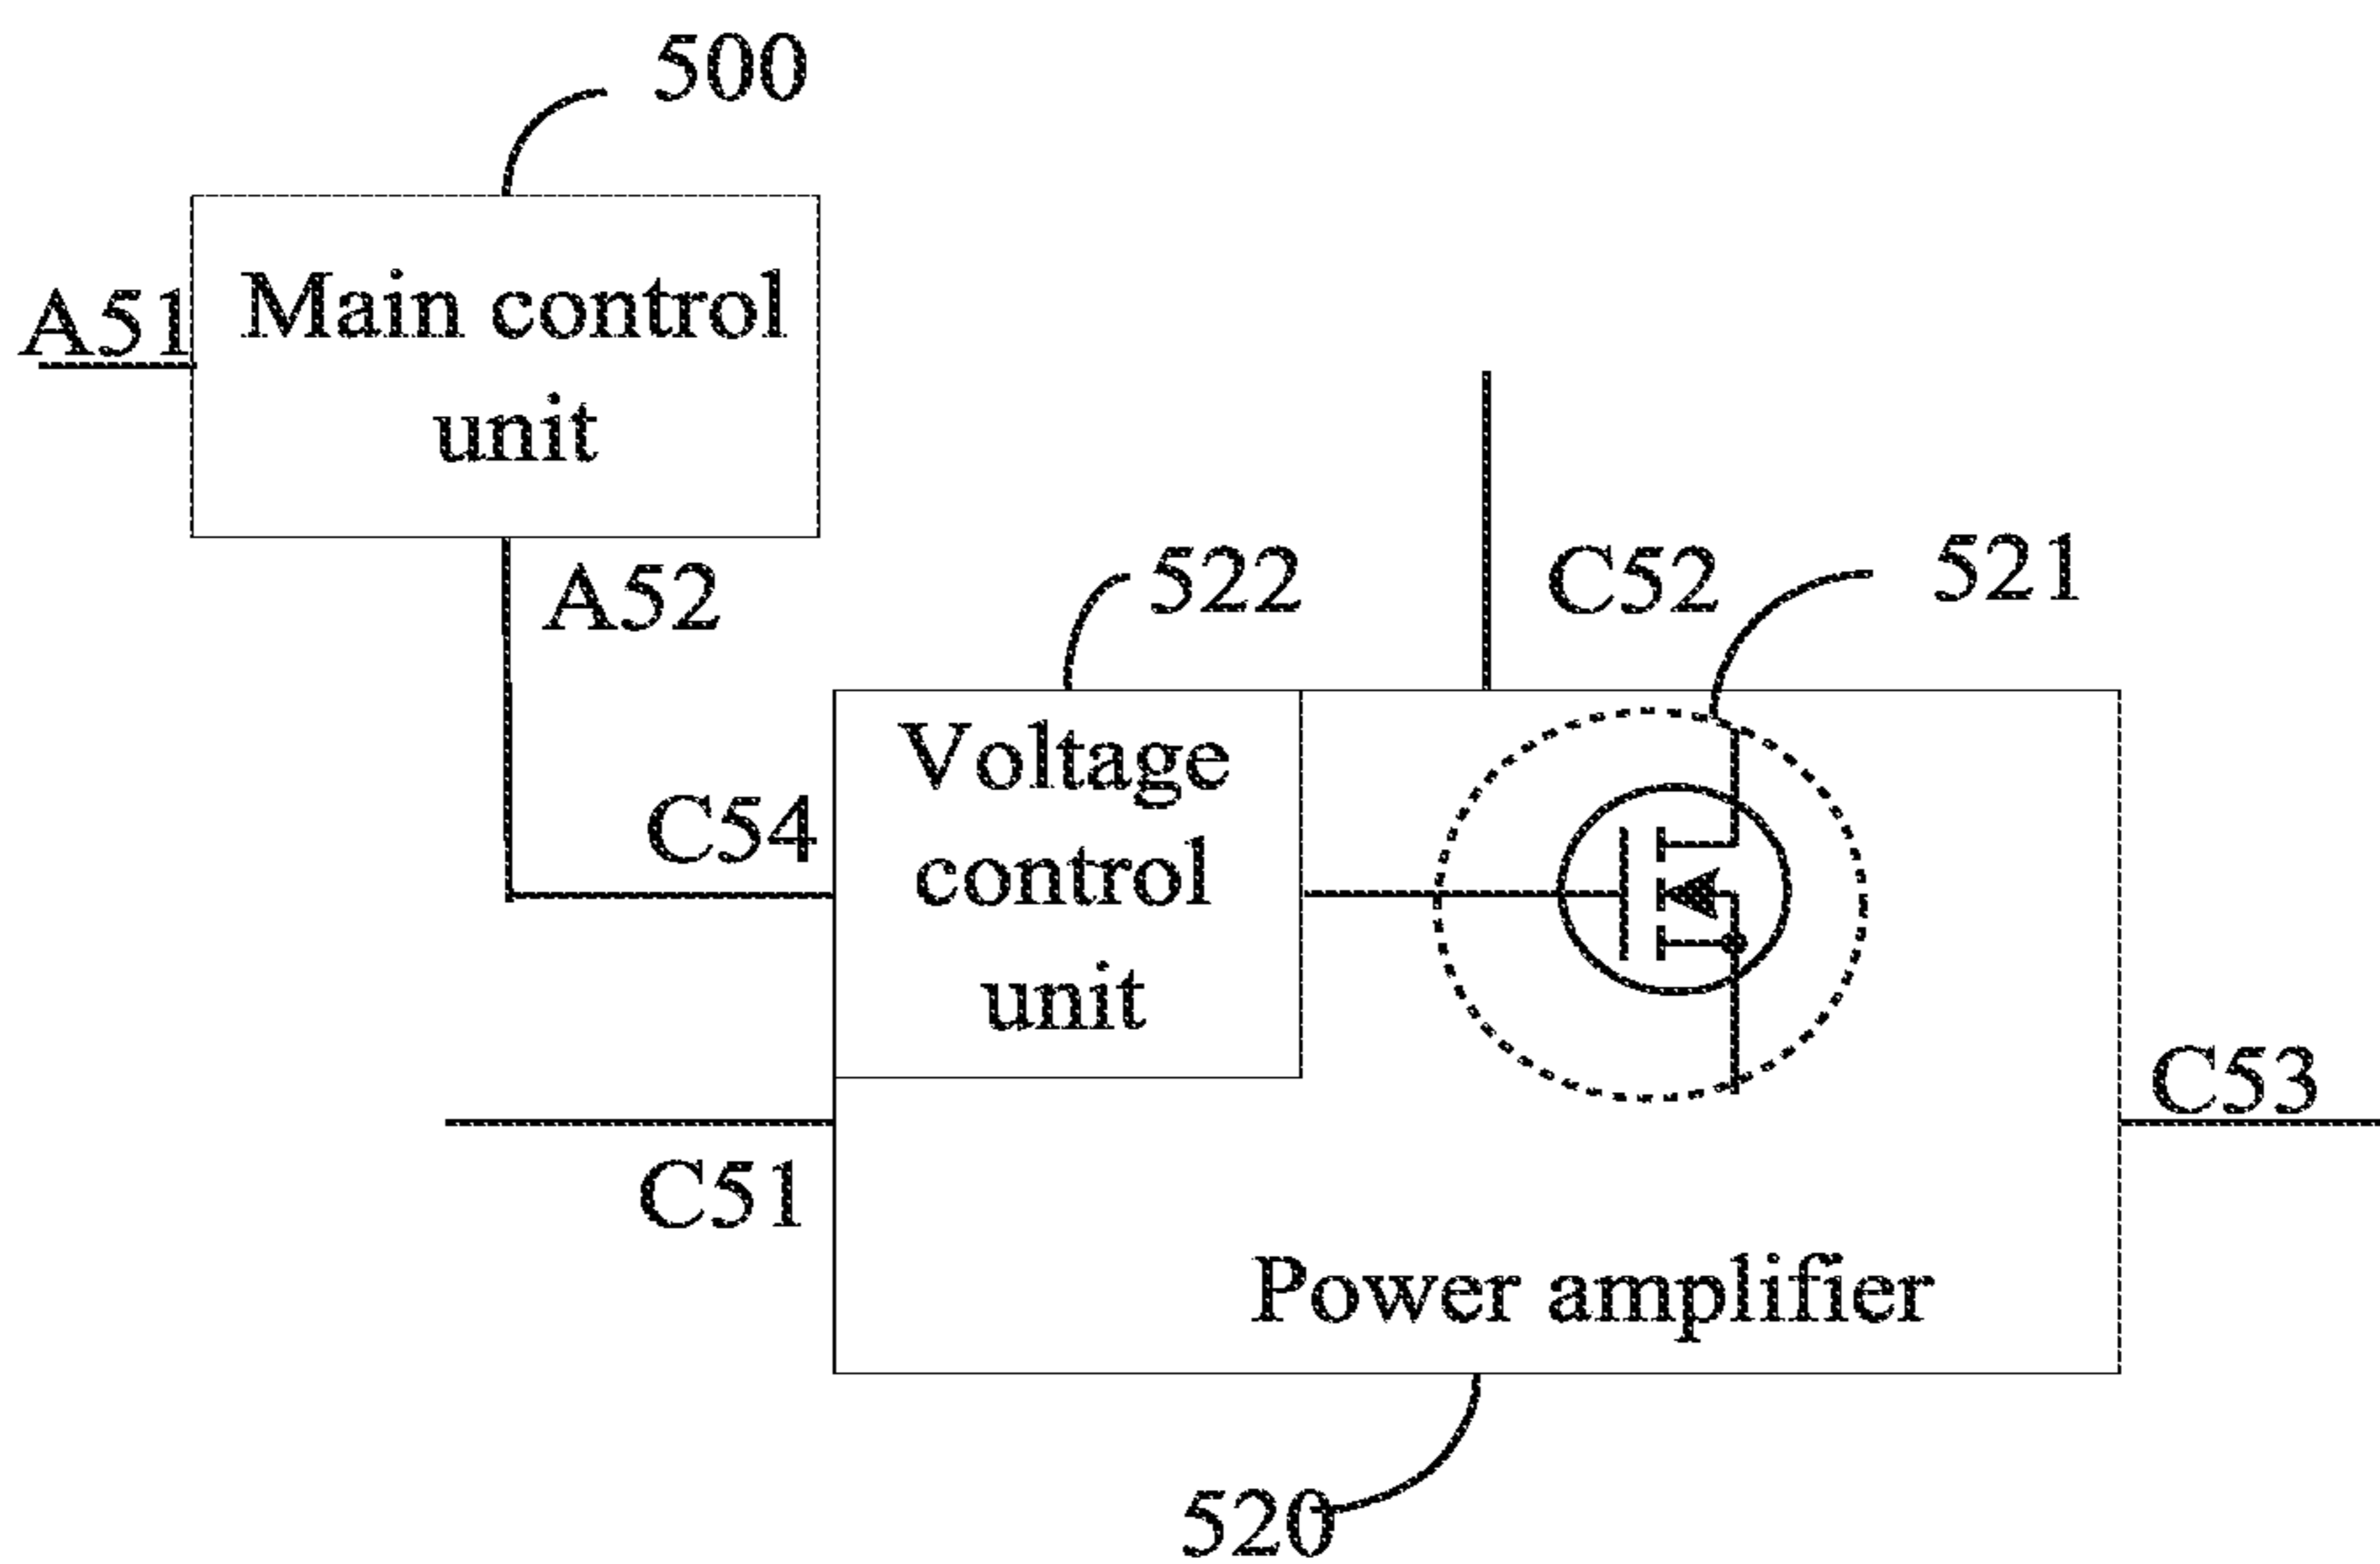 500
A51
Main control
unit
A52
522
C52
521
C54
Voltage
control
unit
C51
C53
Power amplifier
520